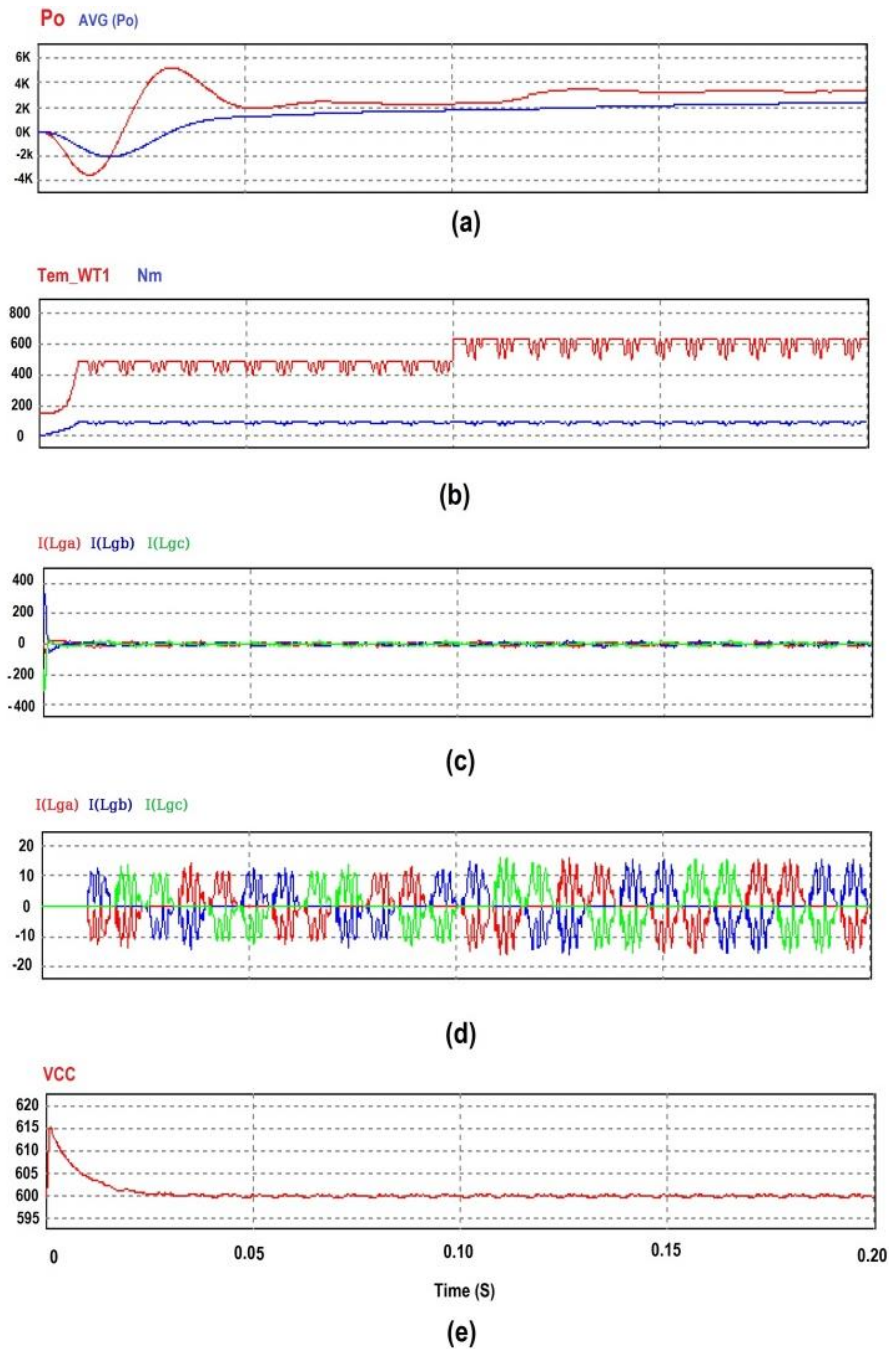 Po AVG (Po)
6K
4K
2K
0K
-2k
-4K
(a)
Tem_WT1 Nm
800
600
400
200
0
(b)
I(Lga) I(Lgb) I(Lgc)
400
200
0
-200
-400
(c)
I(Lga) I(Lgb) I(Lgc)
20
10
0
-10
-20
(d)
VCC
620
615
610
605
600
595
0 0.05 0.10 0.15 0.20
Time (S)
(e)